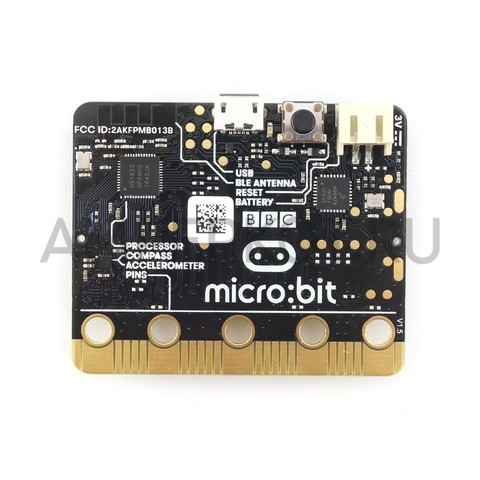 FCC ID:2AKFPMB013B
3V
USB
BLE ANTENNA
RESET
BATTERY
BBC
PROCESSOR
COMPASS
ACCELEROMETER
PINS
micro:bit
V1.5